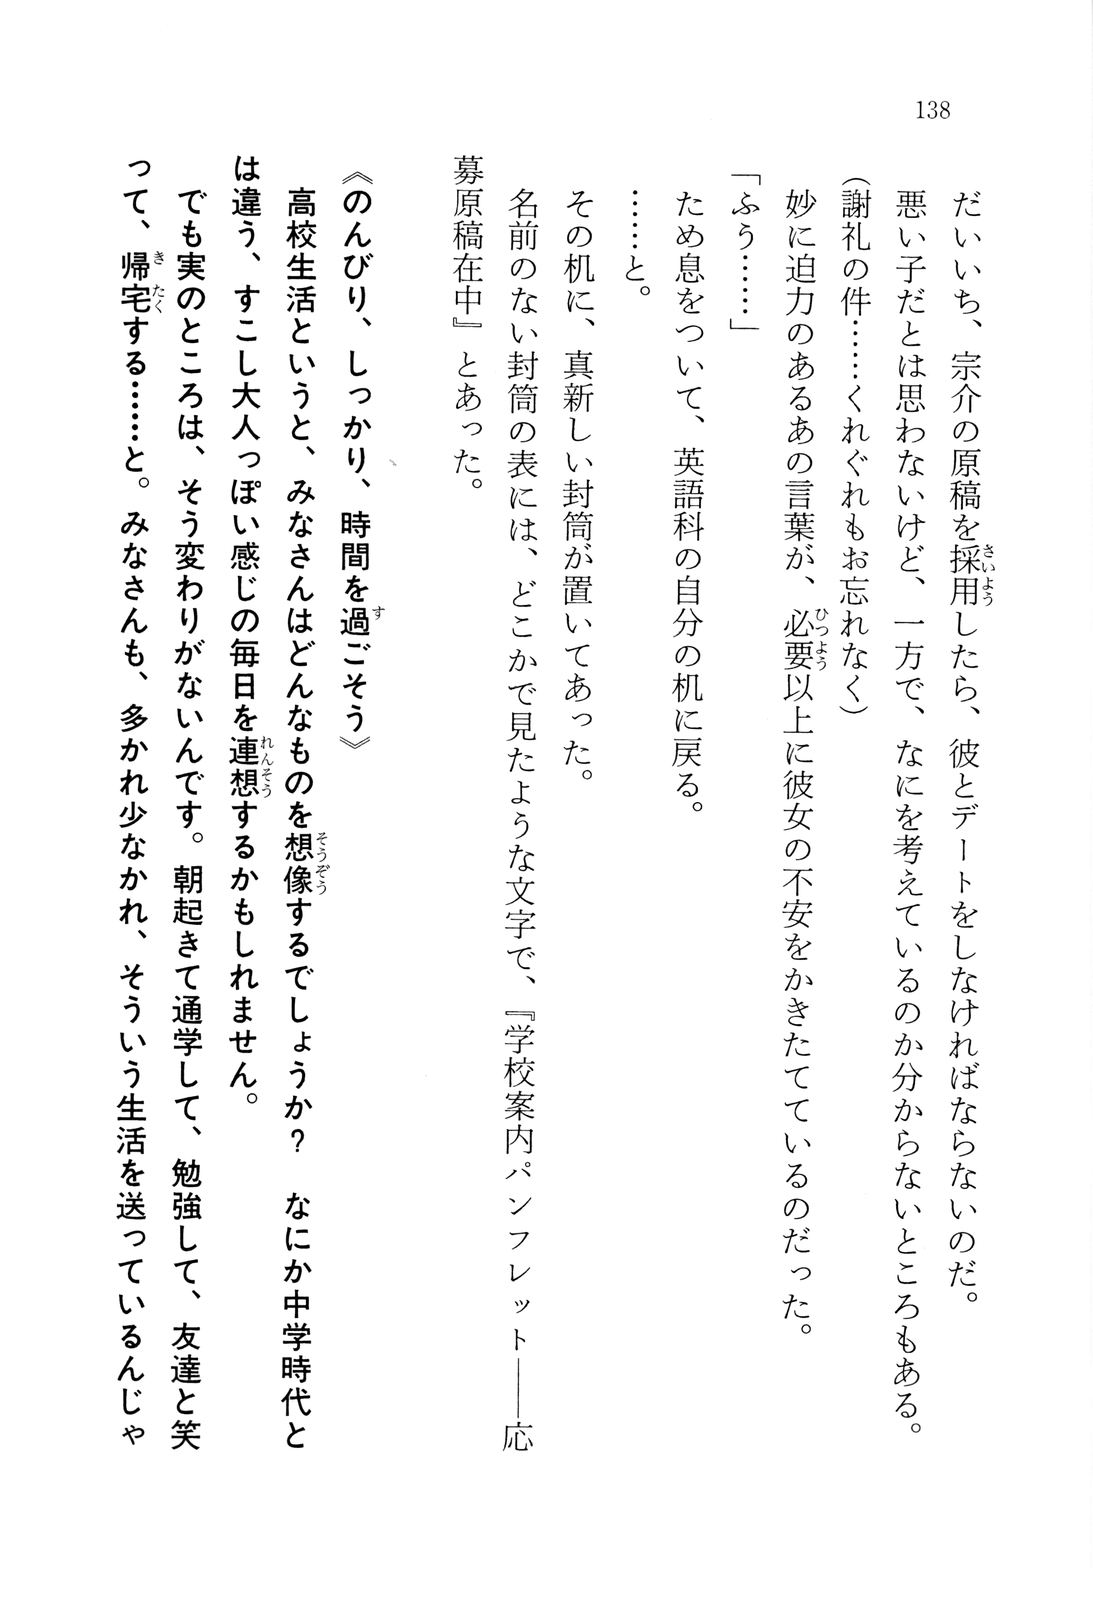 138
だいいち、宗介の原稿を採用したら、彼とデートをしなければならないのだ。
悪い子だとは思わないけど、一方で、なにを考えているのか分からないところもある。
(謝礼の件……くれぐれもお忘れなく)
妙に迫力のあるあの言葉が、必要以上に彼女の不安をかきたてているのだった。
「ふう……」
ため息をついて、英語科の自分の机に戻る。
……と。
その机に、真新しい封筒が置いてあった。
名前のない封筒の表には、どこかで見たような文字で、『学校案内パンフレット――応
募原稿在中』とあった。
《のんびり、しっかり、時間を過ごそう》
高校生活というと、みなさんはどんなものを想像するでしょうか？　なにか中学時代と
は違う、すこし大人っぽい感じの毎日を連想するかもしれません。
でも実のところは、そう変わりがないんです。朝起きて通学して、勉強して、友達と笑
って、帰宅する……と。みなさんも、多かれ少なかれ、そういう生活を送っているんじゃ